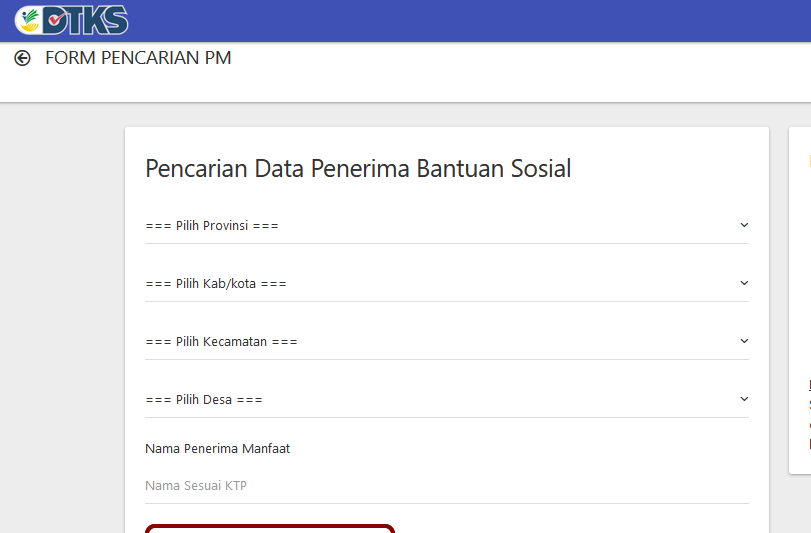 DTKS
FORM PENCARIAN PM
Pencarian Data Penerima Bantuan Sosial
=== Pilih Provinsi ===
=== Pilih Kab/kota ===
=== Pilih Kecamatan ===
=== Pilih Desa ===
Nama Penerima Manfaat
Nama Sesuai KTP